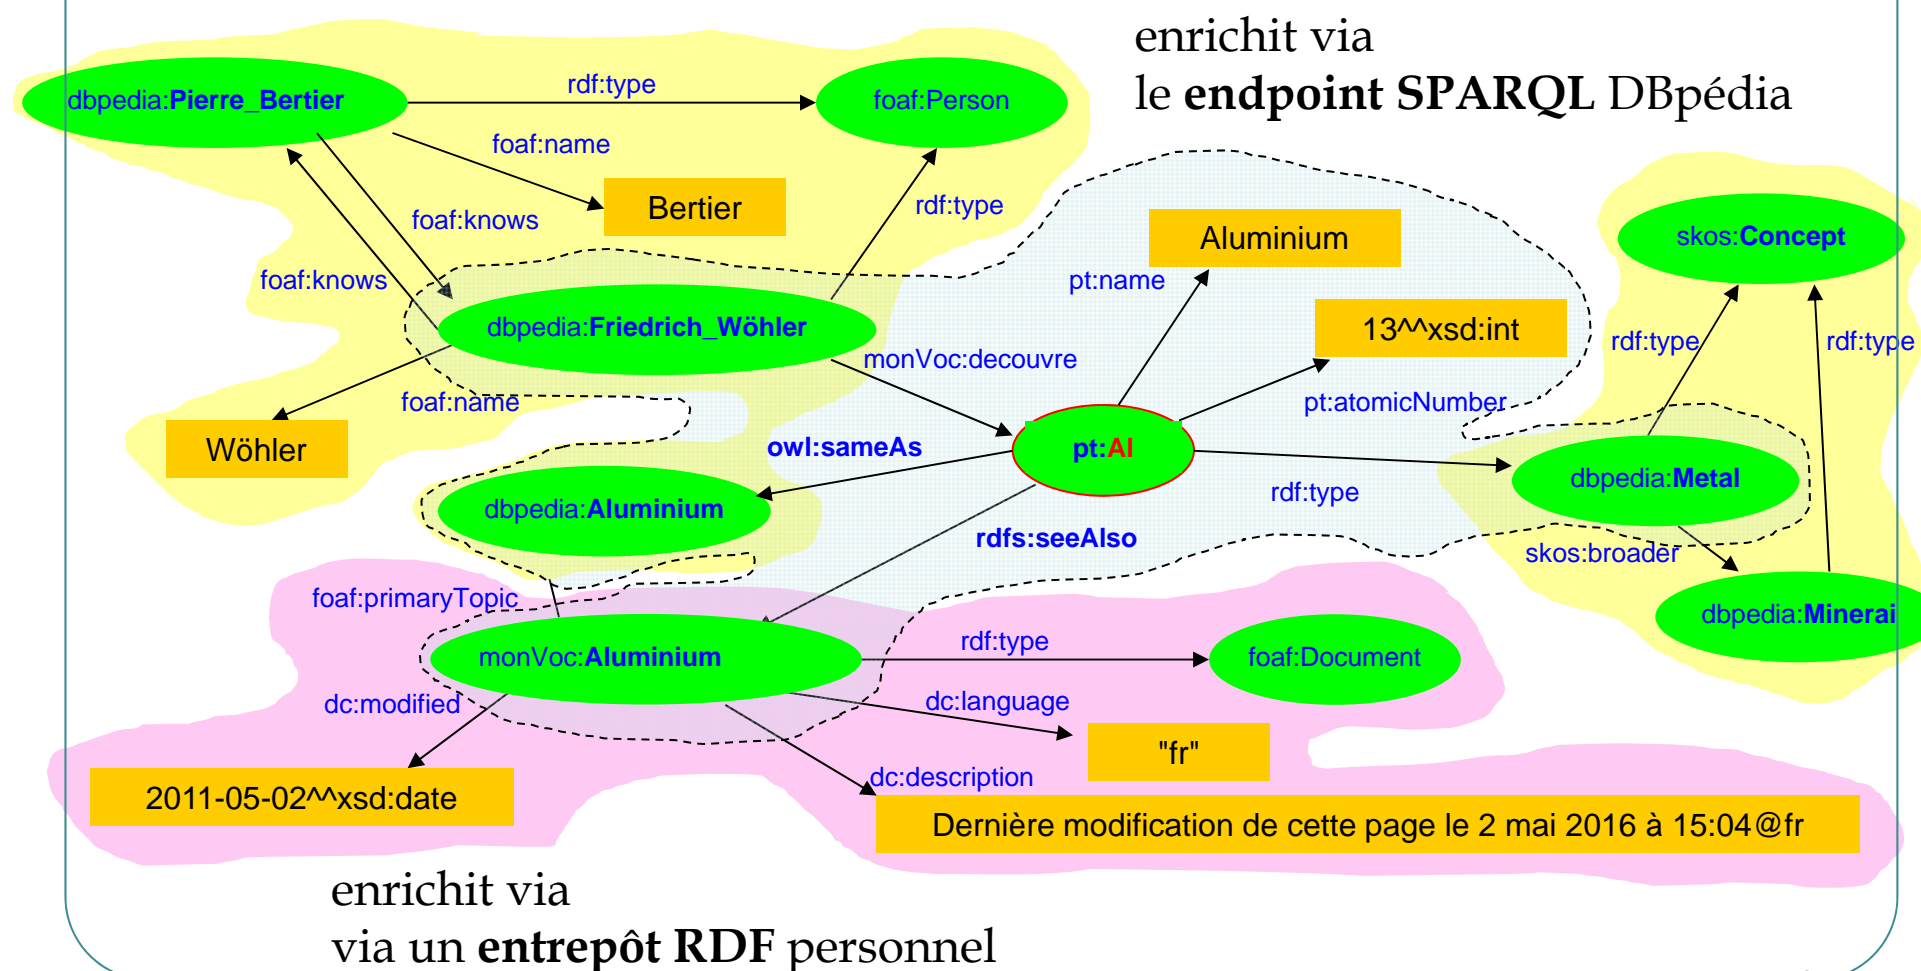 enrichit via
le endpoint SPARQL DBpédia
dbpedia:Pierre_Bertier
rdf:type
foaf:Person
foaf:name
Bertier
foaf:knows
rdf:type
foaf:knows
Aluminium
skos:Concept
pt:name
dbpedia:Friedrich_Wöhler
13^^xsd:int
monVoc:decouvre
rdf:type
rdf:type
foaf:name
pt:atomicNumber
Wöhler
owl:sameAs
pt:Al
dbpedia:Metal
rdf:type
dbpedia:Aluminium
rdfs:seeAlso
skos:broader
foaf:primaryTopic
dbpedia:Minerai
monVoc:Aluminium
rdf:type
foaf:Document
dc:modified
dc:language
"fr"
dc:description
2011-05-02^^xsd:date
Dernière modification de cette page le 2 mai 2016 à 15:04@fr
enrichit via
via un entrepôt RDF personnel